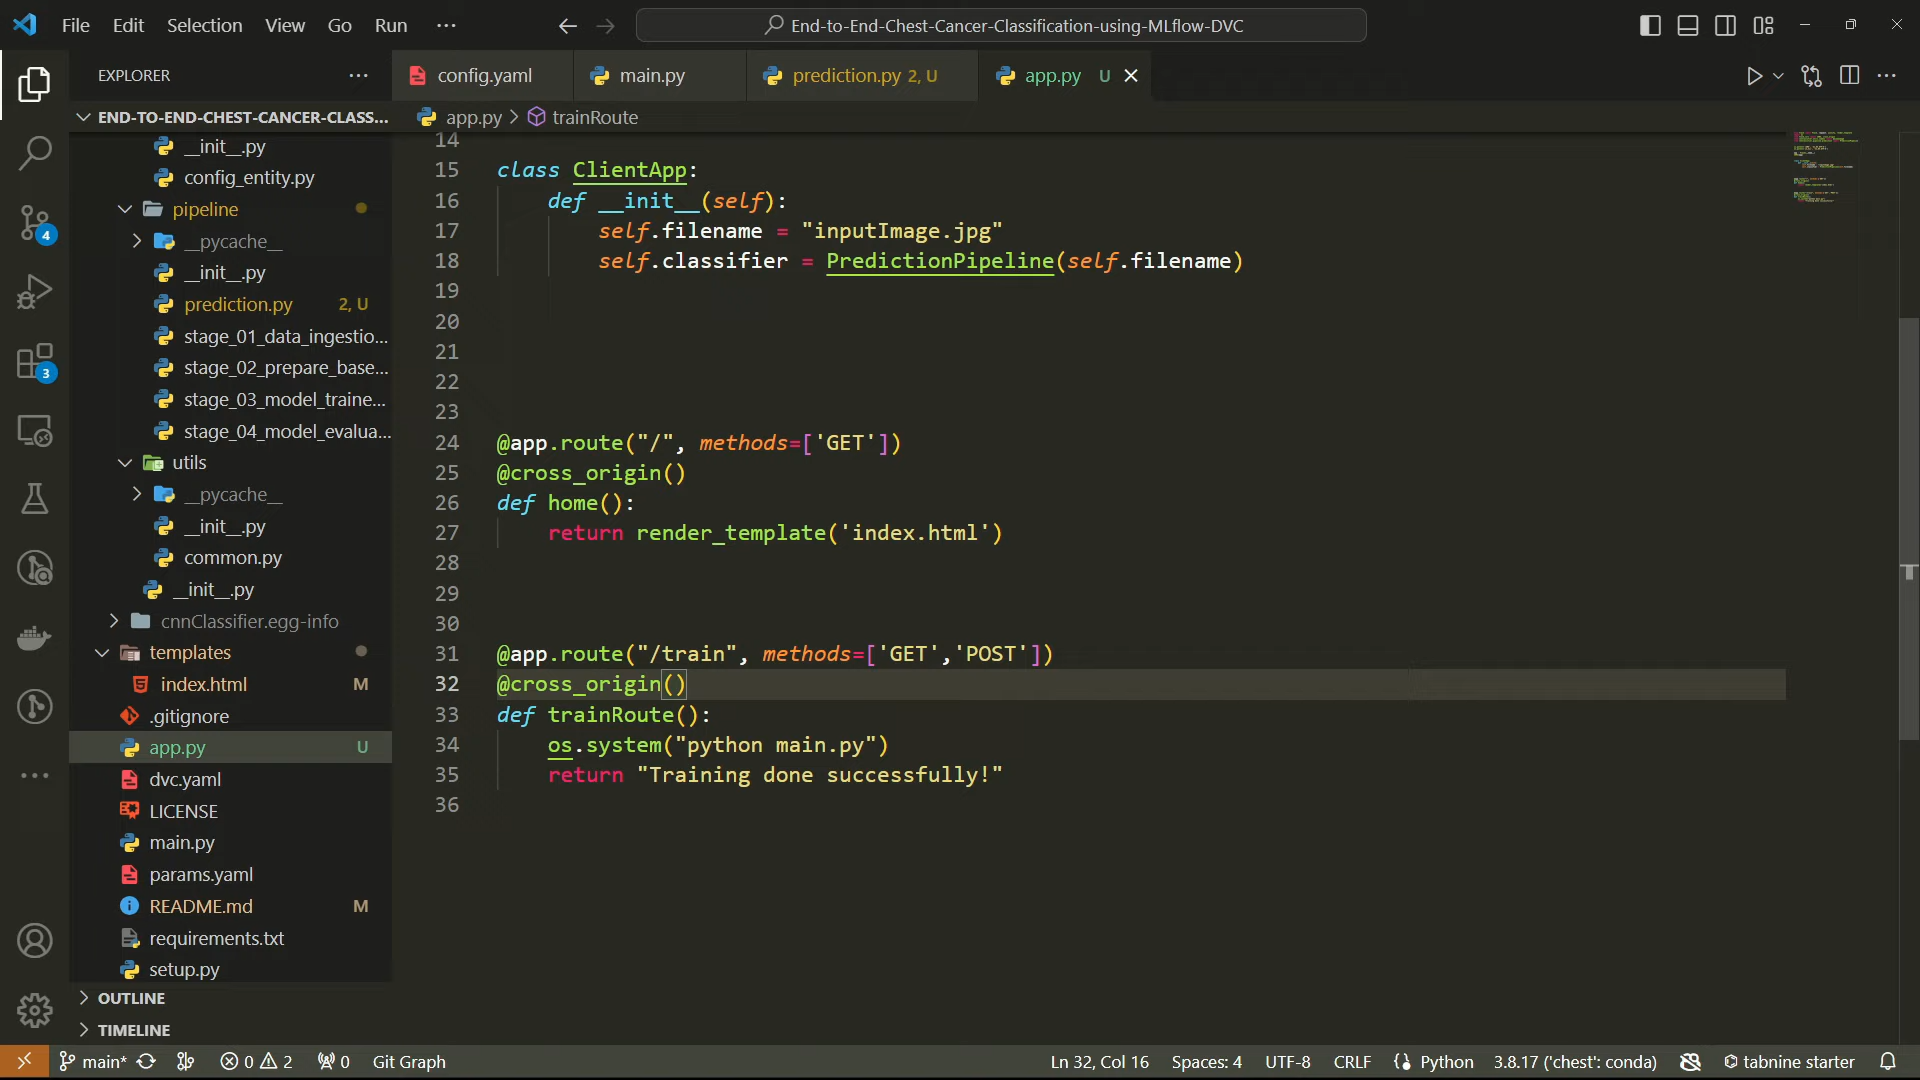 File Edit Selection View Go Run ···
End-to-End-Chest-Cancer-Classification-using-MLflow-DVC
EXPLORER
config.yaml
main.py
prediction.py 2, U
app.py U
END-TO-END-CHEST-CANCER-CLASS...
app.py > trainRoute
__init__.py
config_entity.py
pipeline
__pycache__
__init__.py
prediction.py 2, U
stage_01_data_ingestio...
stage_02_prepare_base...
stage_03_model_traine...
stage_04_model_evalua...
utils
__pycache__
__init__.py
common.py
__init__.py
cnnClassifier.egg-info
templates
index.html M
.gitignore
app.py U
dvc.yaml
LICENSE
main.py
params.yaml
README.md M
requirements.txt
setup.py
OUTLINE
TIMELINE
4
3
14
15 class ClientApp:
16 def __init__(self):
17 self.filename = "inputImage.jpg"
18 self.classifier = PredictionPipeline(self.filename)
19
20
21
22
23
24 @app.route("/", methods=['GET'])
25 @cross_origin()
26 def home():
27 return render_template('index.html')
28
29
30
31 @app.route("/train", methods=['GET','POST'])
32 @cross_origin()
33 def trainRoute():
34 os.system("python main.py")
35 return "Training done successfully!"
36
main* 0 2 0 Git Graph
Ln 32, Col 16 Spaces: 4 UTF-8 CRLF Python 3.8.17 ('chest': conda) tabnine starter